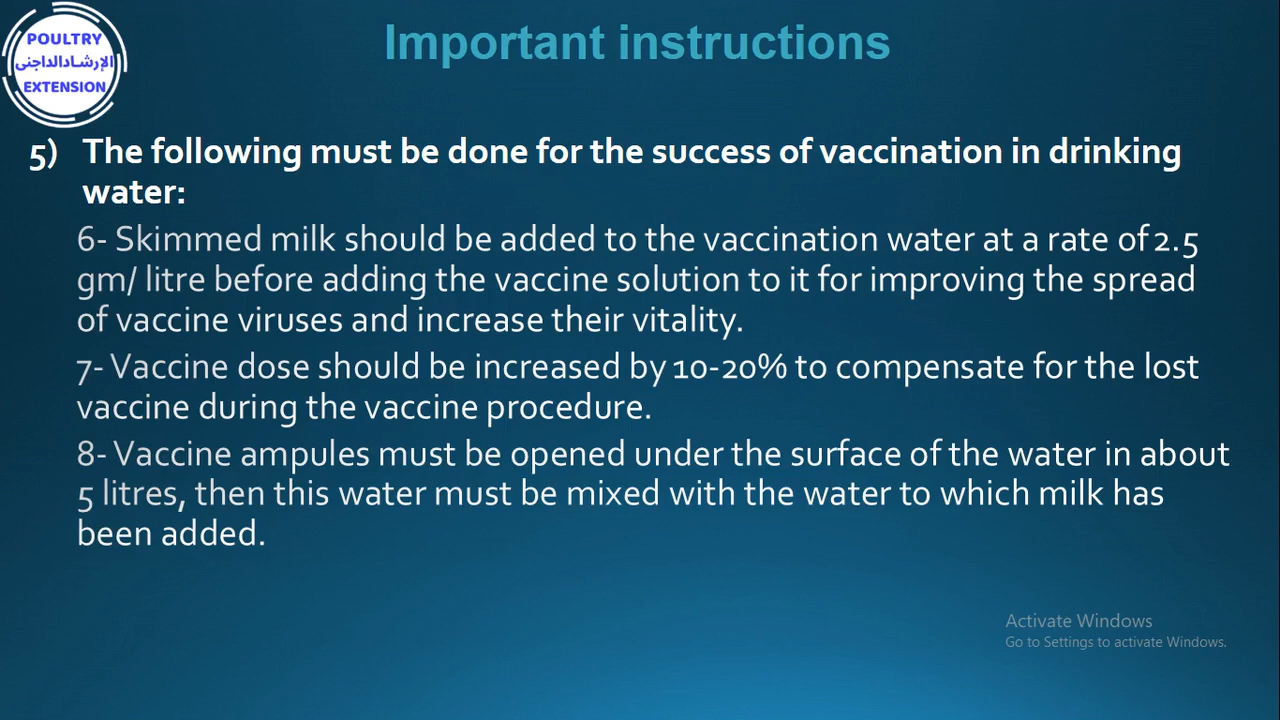 POULTRY
الإرشادالداجنى
EXTENSION
Important instructions
5) The following must be done for the success of vaccination in drinking
water:
6- Skimmed milk should be added to the vaccination water at a rate of 2.5
gm/ litre before adding the vaccine solution to it for improving the spread
of vaccine viruses and increase their vitality.
7- Vaccine dose should be increased by 10-20% to compensate for the lost
vaccine during the vaccine procedure.
8- Vaccine ampules must be opened under the surface of the water in about
5 litres, then this water must be mixed with the water to which milk has
been added.
Activate Windows
Go to Settings to activate Windows.